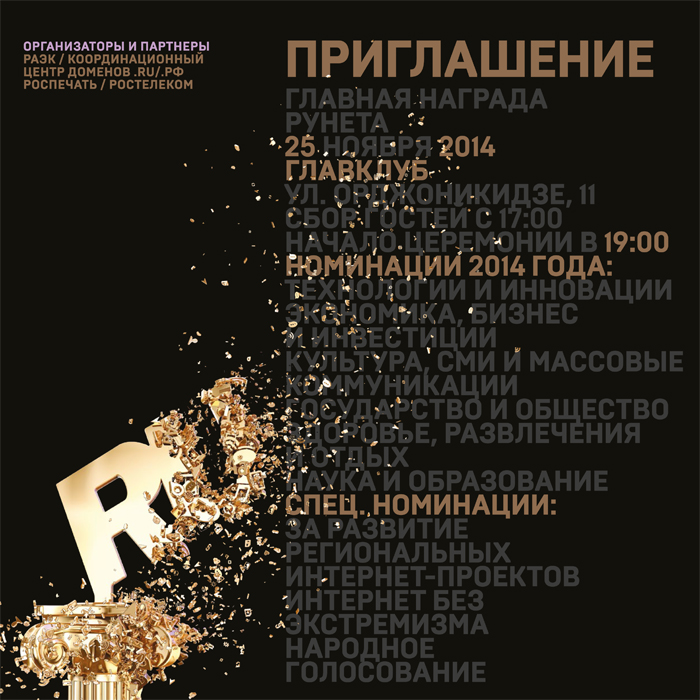 ОРГАНИЗАТОРЫ И ПАРТНЕРЫ
РАЭК / КООРДИНАЦИОННЫЙ
ЦЕНТР ДОМЕНОВ .RU/.РФ
РОСПЕЧАТЬ / РОСТЕЛЕКОМ
ПРИГЛАШЕНИЕ
ГЛАВНАЯ НАГРАДА
РУНЕТА
25 НОЯБРЯ 2014
ГЛАВКЛУБ
УЛ. ОРДЖОНИКИДЗЕ, 11
СБОР ГОСТЕЙ С 17:00
НАЧАЛО ЦЕРЕМОНИИ В 19:00
НОМИНАЦИИ 2014 ГОДА:
ТЕХНОЛОГИИ И ИННОВАЦИИ
ЭКОНОМИКА, БИЗНЕС
И ИНВЕСТИЦИИ
КУЛЬТУРА, СМИ И МАССОВЫЕ
КОММУНИКАЦИИ
ГОСУДАРСТВО И ОБЩЕСТВО
ЗДОРОВЬЕ, РАЗВЛЕЧЕНИЯ
И ОТДЫХ
НАУКА И ОБРАЗОВАНИЕ
СПЕЦ. НОМИНАЦИИ:
ЗА РАЗВИТИЕ
РЕГИОНАЛЬНЫХ
ИНТЕРНЕТ-ПРОЕКТОВ
ИНТЕРНЕТ БЕЗ
ЭКСТРЕМИЗМА
НАРОДНОЕ
ГОЛОСОВАНИЕ
RU